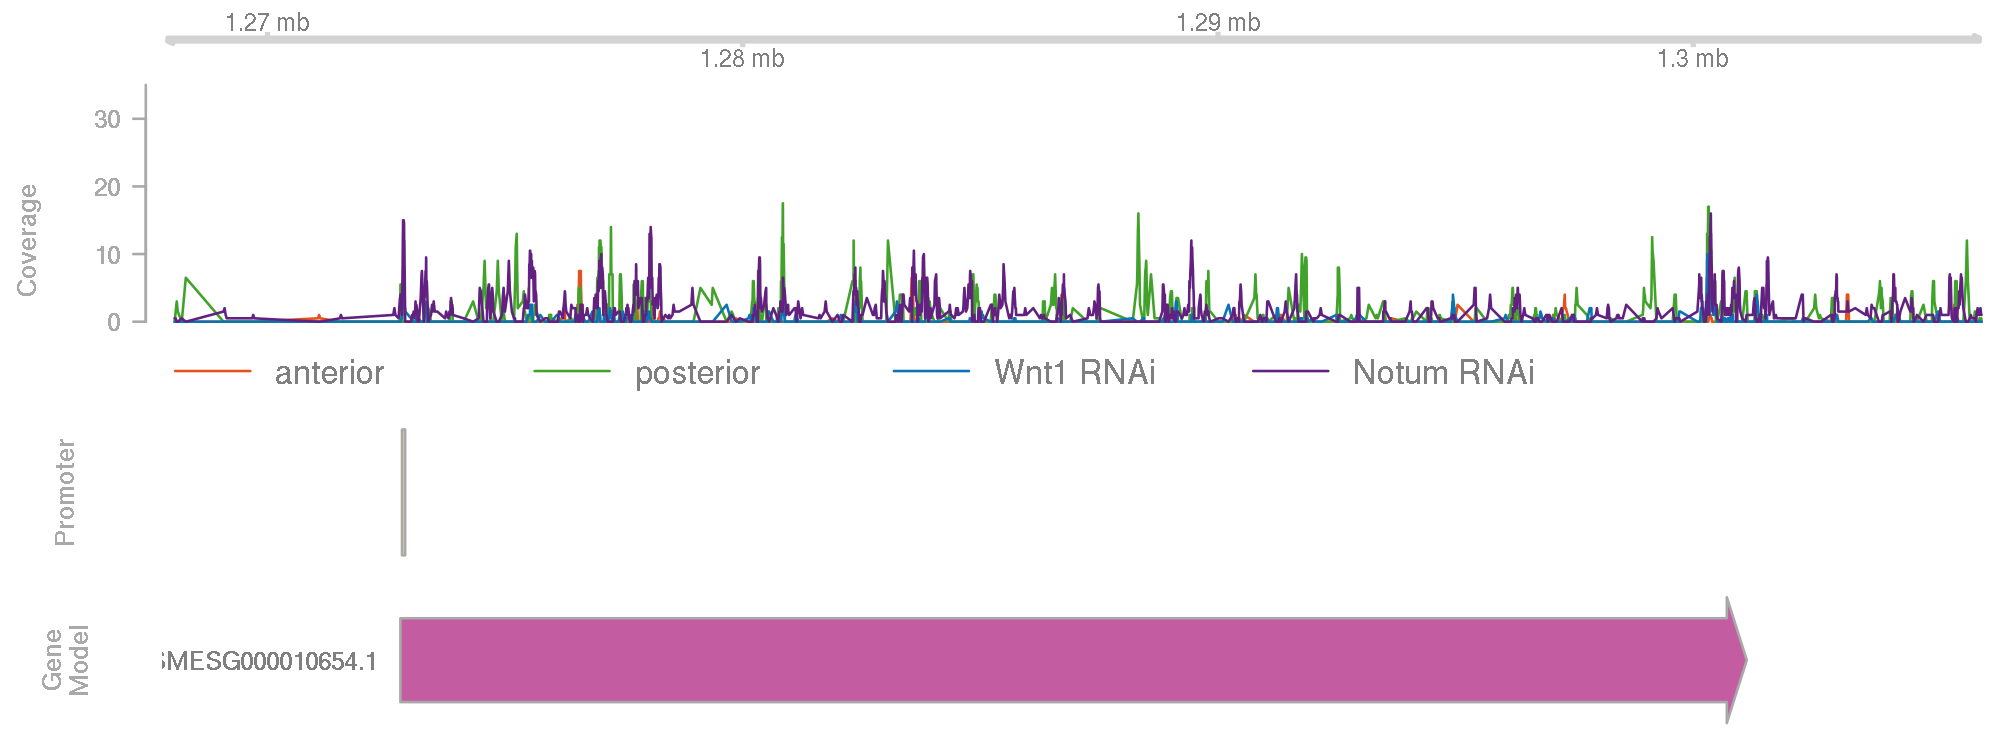 1.27 mb
1.29 mb
1.28 mb
1.3 mb
Coverage
30
20
10
0
anterior posterior Wnt1 RNAi Notum RNAi
Promoter
Gene
Model
SMESG000010654.1